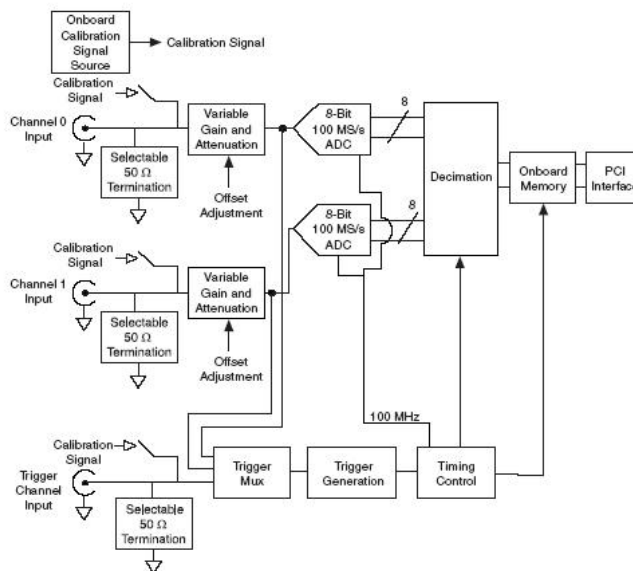 Onboard
Calibration
Signal
Source
Calibration Signal
Calibration
Signal
Channel 0
Input
Variable
Gain and
Attenuation
Selectable
50 Ω
Termination
Offset
Adjustment
8-Bit
100 MS/s
ADC
8
Decimation
Onboard
Memory
PCI
Interface
Calibration
Signal
Channel 1
Input
Variable
Gain and
Attenuation
Selectable
50 Ω
Termination
Offset
Adjustment
8-Bit
100 MS/s
ADC
8
100 MHz
Calibration
Signal
Trigger
Channel
Input
Selectable
50 Ω
Termination
Trigger
Mux
Trigger
Generation
Timing
Control